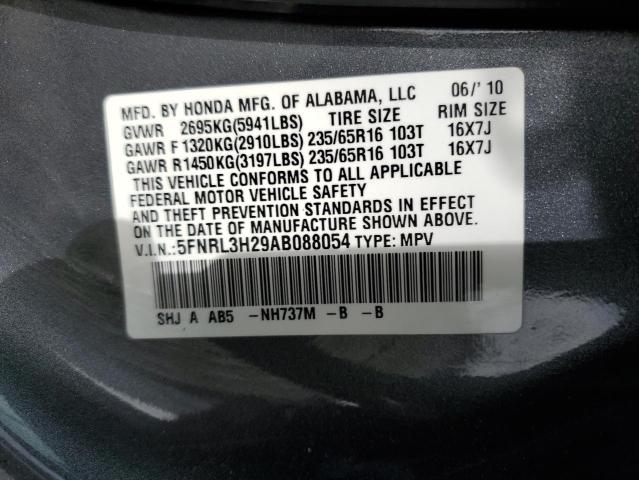 MFD. BY HONDA MFG. OF ALABAMA, LLC 06/'10
GVWR 2695KG(5941LBS) TIRE SIZE RIM SIZE
GAWR F 1320KG(2910LBS) 235/65R16 103T 16X7J
GAWR R 1450KG(3197LBS) 235/65R16 103T 16X7J
THIS VEHICLE CONFORMS TO ALL APPLICABLE
FEDERAL MOTOR VEHICLE SAFETY
AND THEFT PREVENTION STANDARDS IN EFFECT
ON THE DATE OF MANUFACTURE SHOWN ABOVE.
V.I.N.:5FNRL3H29AB088054 TYPE: MPV
SHJ A AB5 -NH737M -B -B